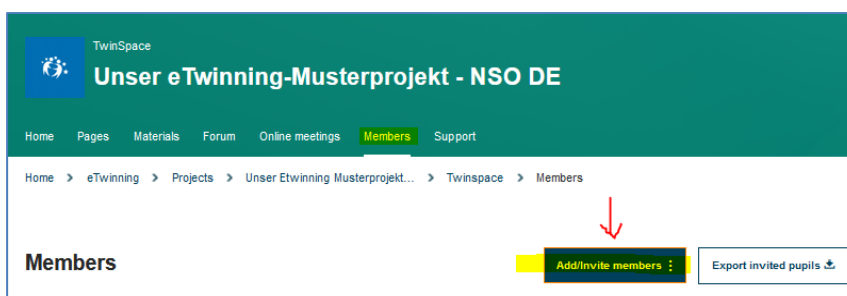 TwinSpace
Unser eTwinning-Musterprojekt - NSO DE
Home Pages Materials Forum Online meetings Members Support
Home > eTwinning > Projects > Unser Etwinning Musterprojekt... > Twinspace > Members
Members
Add/Invite members
Export invited pupils